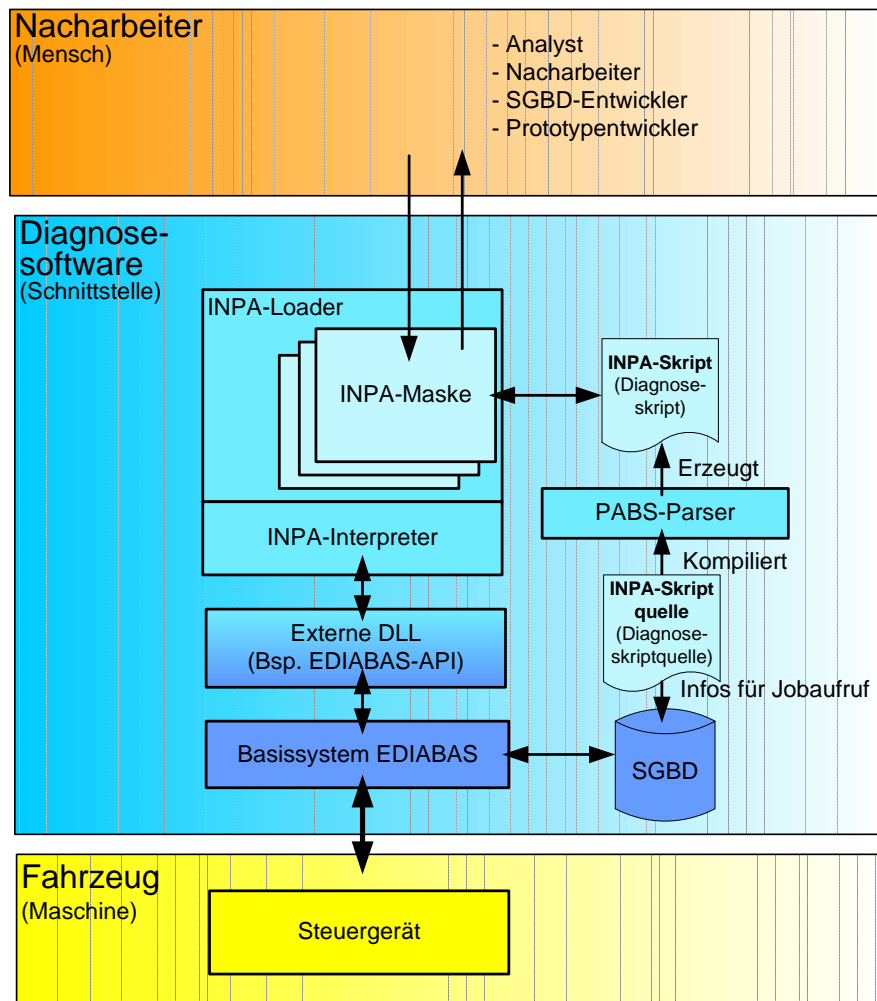 Nacharbeiter
(Mensch)
- Analyst
- Nacharbeiter
- SGBD-Entwickler
- Prototypentwickler
Diagnose-
software
(Schnittstelle)
INPA-Loader
INPA-Maske
INPA-Skript
(Diagnose-
skript)
Erzeugt
PABS-Parser
INPA-Interpreter
Kompiliert
INPA-Skript
quelle
(Diagnose-
skriptquelle)
Externe DLL
(Bsp. EDIABAS-API)
Infos für Jobaufruf
Basissystem EDIABAS
SGBD
Fahrzeug
(Maschine)
Steuergerät